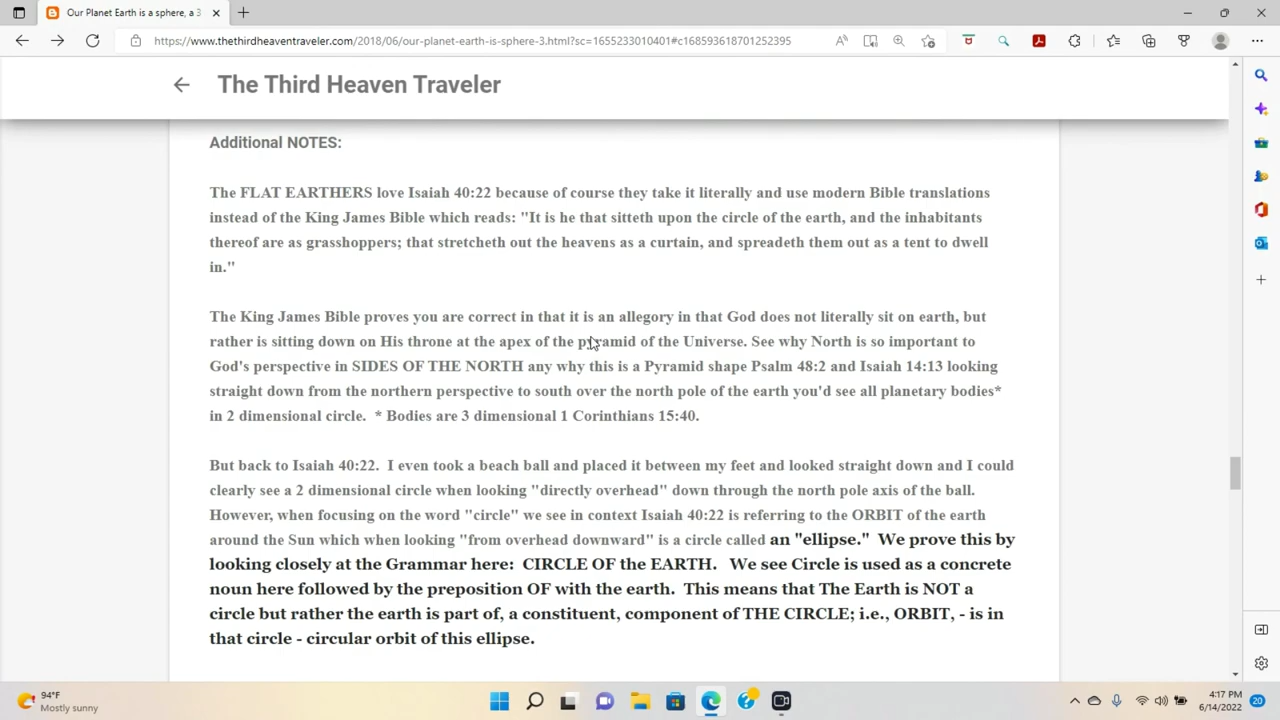 Our Planet Earth is a sphere, a 3
https://www.thethirdheaventraveler.com/2018/06/our-planet-earth-is-sphere-3.html?sc=1655233010401#c168593618701252395
The Third Heaven Traveler
Additional NOTES:
The FLAT EARTHERS love Isaiah 40:22 because of course they take it literally and use modern Bible translations
instead of the King James Bible which reads: "It is he that sitteth upon the circle of the earth, and the inhabitants
thereof are as grasshoppers; that stretcheth out the heavens as a curtain, and spreadeth them out as a tent to dwell
in."
The King James Bible proves you are correct in that it is an allegory in that God does not literally sit on earth, but
rather is sitting down on His throne at the apex of the pyramid of the Universe. See why North is so important to
God's perspective in SIDES OF THE NORTH any why this is a Pyramid shape Psalm 48:2 and Isaiah 14:13 looking
straight down from the northern perspective to south over the north pole of the earth you'd see all planetary bodies*
in 2 dimensional circle. * Bodies are 3 dimensional 1 Corinthians 15:40.
But back to Isaiah 40:22. I even took a beach ball and placed it between my feet and looked straight down and I could
clearly see a 2 dimensional circle when looking "directly overhead" down through the north pole axis of the ball.
However, when focusing on the word "circle" we see in context Isaiah 40:22 is referring to the ORBIT of the earth
around the Sun which when looking "from overhead downward" is a circle called an "ellipse." We prove this by
looking closely at the Grammar here: CIRCLE OF the EARTH. We see Circle is used as a concrete
noun here followed by the preposition OF with the earth. This means that The Earth is NOT a
circle but rather the earth is part of, a constituent, component of THE CIRCLE; i.e., ORBIT, - is in
that circle - circular orbit of this ellipse.
94°F
Mostly sunny
4:17 PM
6/14/2022
20